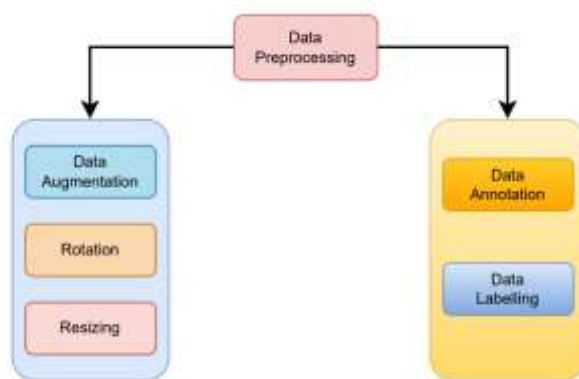 Data
Preprocessing
Data
Augmentation
Rotation
Resizing
Data
Annotation
Data
Labelling